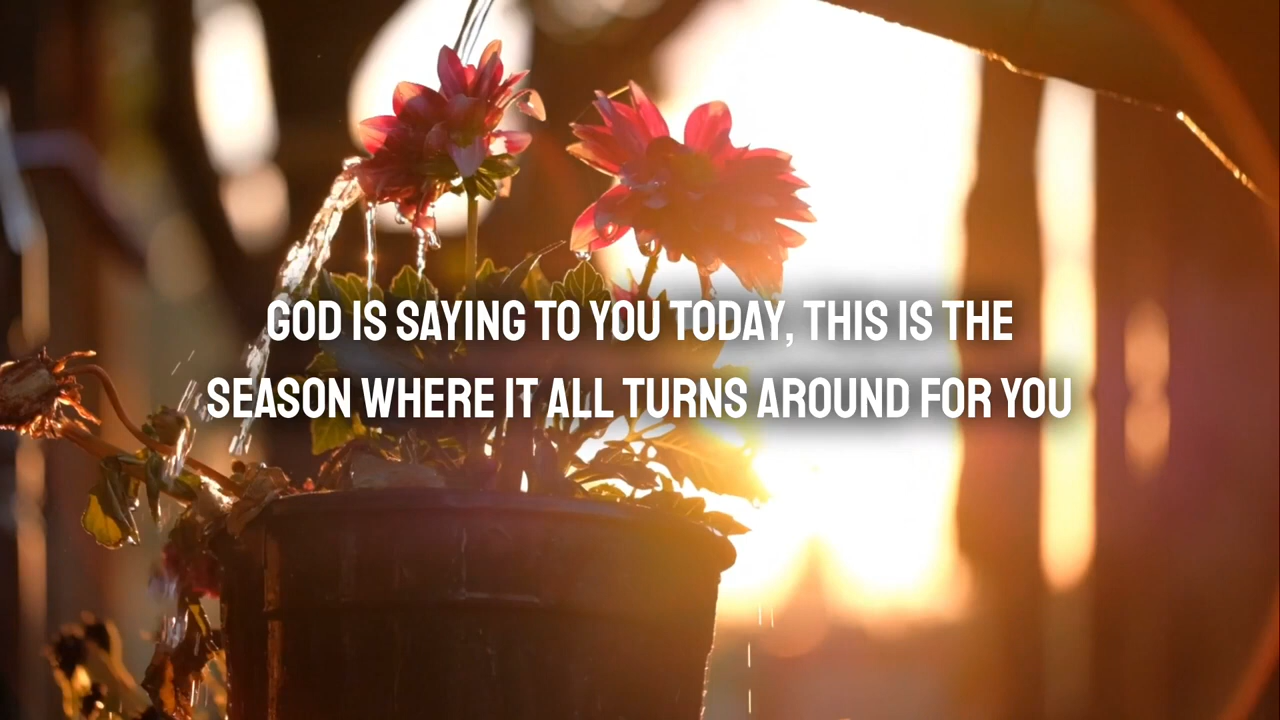 GOD IS SAYING TO YOU TODAY, THIS IS THE
SEASON WHERE IT ALL TURNS AROUND FOR YOU